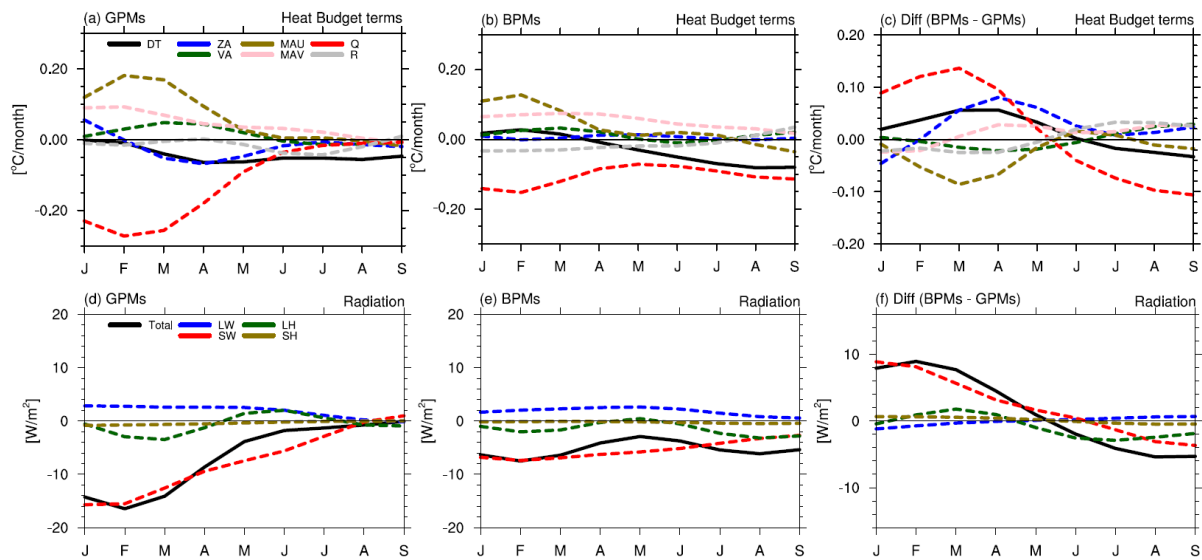 (a) GPMs Heat Budget terms
DT ZA MAU Q
VA MAV R
[°C/month]
0.20
0.00
-0.20
J F M A M J J A S
(b) BPMs Heat Budget terms
[°C/month]
0.20
0.00
-0.20
J F M A M J J A S
(c) Diff (BPMs - GPMs) Heat Budget terms
[°C/month]
0.20
0.10
0.00
-0.10
0.20
J F M A M J J A S
(d) GPMs Radiation
Total LW LH
SW SH
[W/m²]
20
10
0
-10
-20
J F M A M J J A S
(e) BPMs Radiation
[W/m²]
20
10
0
-10
-20
J F M A M J J A S
(f) Diff (BPMs - GPMs) Radiation
[W/m²]
10
0
-10
J F M A M J J A S